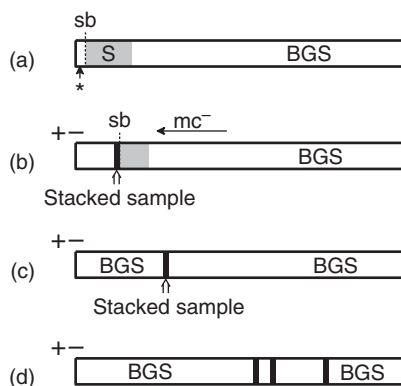 sb
(a) S BGS
*
+− sb mc⁻
(b) BGS
Stacked sample
+−
(c) BGS BGS
Stacked sample
+−
(d) BGS BGS